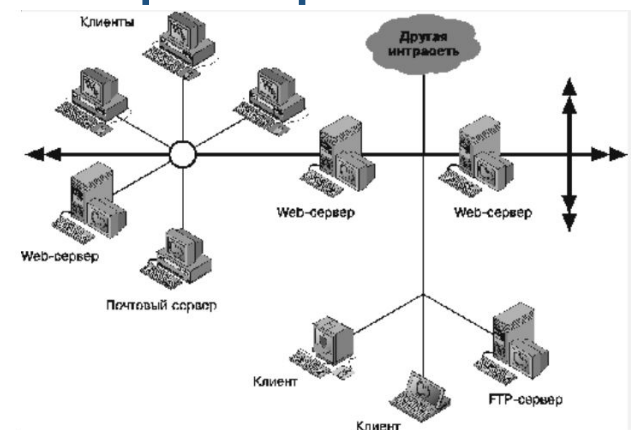 Клиенты
Другая
интрасеть
Web-сервер
Web-сервер
Web-сервер
Почтовый сервер
Клиент
FTP-сервер
Клиент